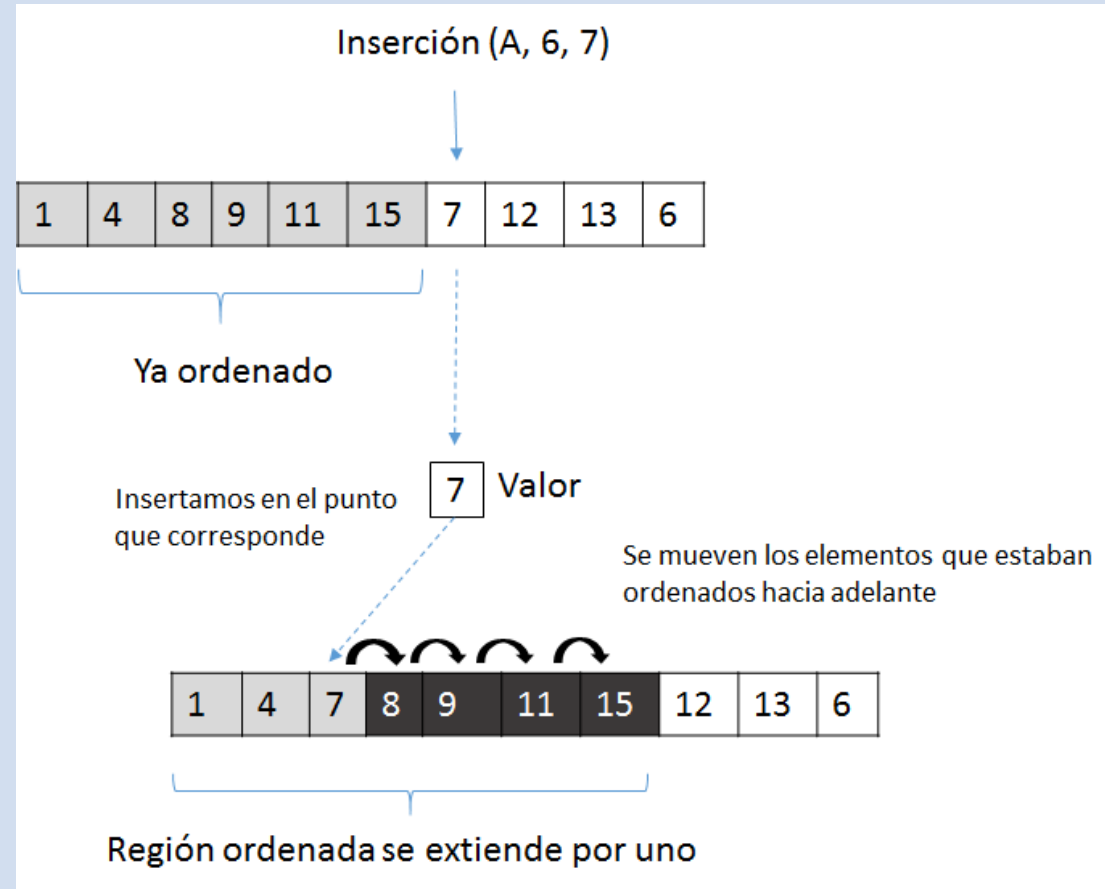 Inserción (A, 6, 7)
1 4 8 9 11 15 7 12 13 6
Ya ordenado
7 Valor
Insertamos en el punto
que corresponde
Se mueven los elementos que estaban
ordenados hacia adelante
1 4 7 8 9 11 15 12 13 6
Región ordenada se extiende por uno